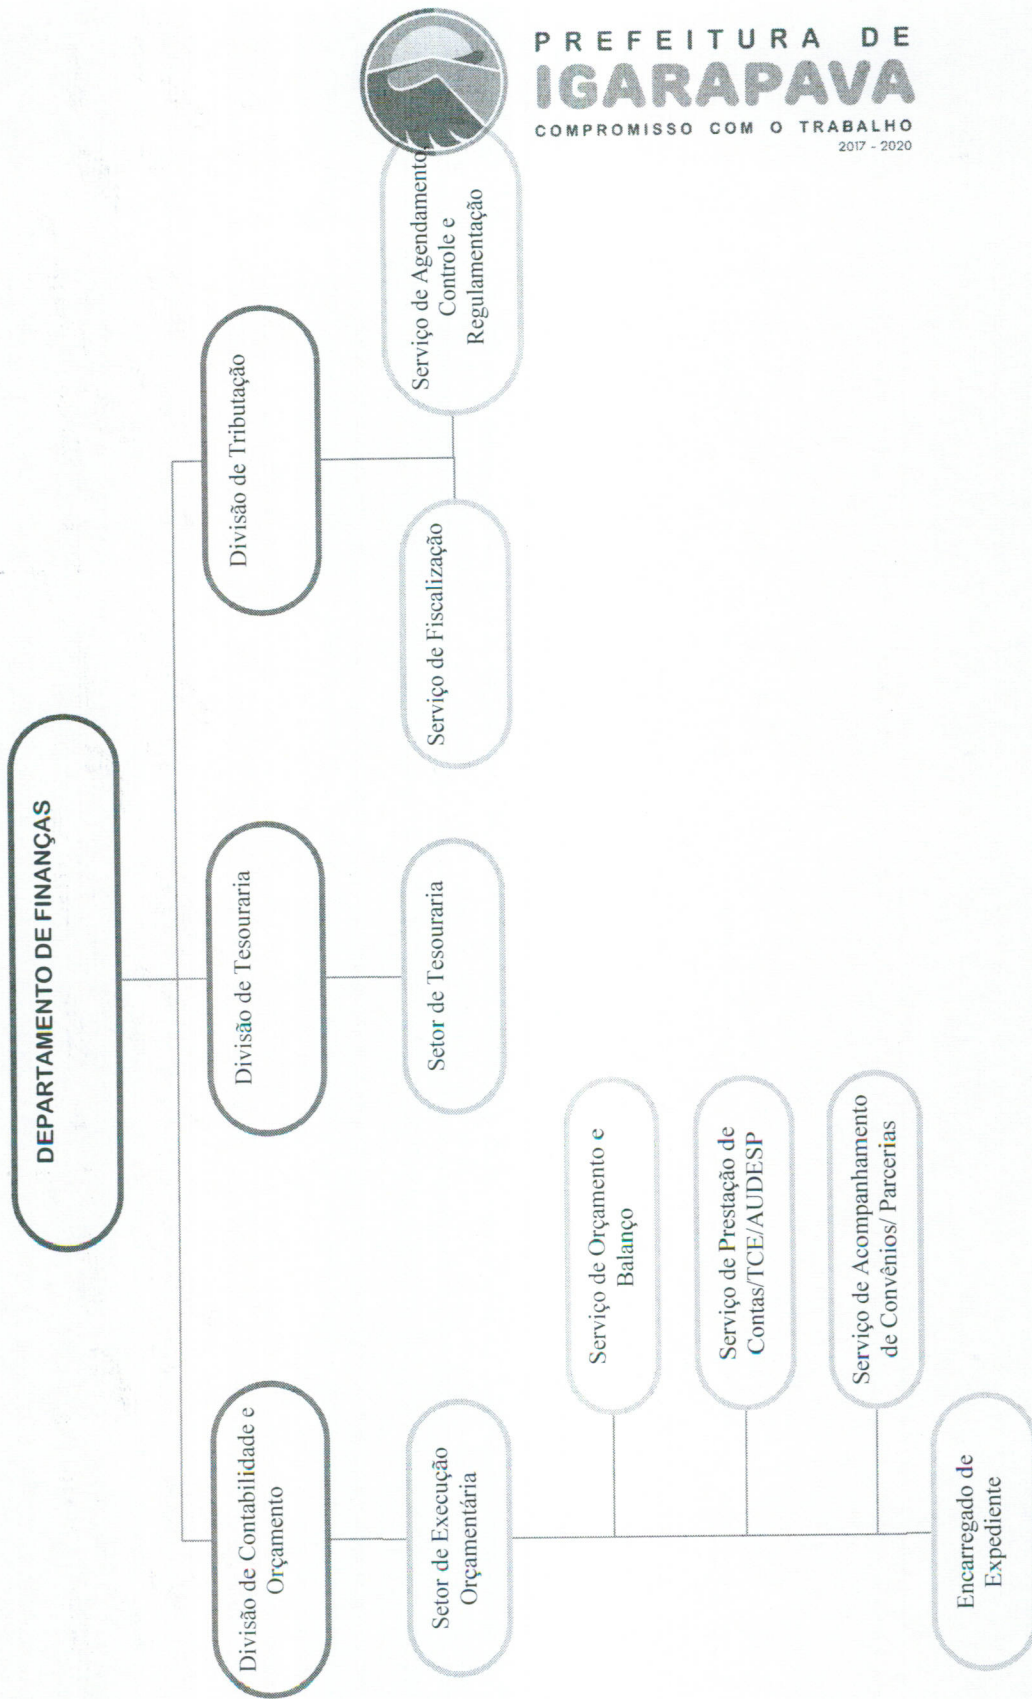 PREFEITURA DE
IGARAPAVA
COMPROMISSO COM O TRABALHO
2017 - 2020
DEPARTAMENTO DE FINANÇAS
Divisão de Contabilidade e
Orçamento
Divisão de Tesouraria
Divisão de Tributação
Setor de Execução
Orçamentária
Setor de Tesouraria
Serviço de Fiscalização
Serviço de Agendamento,
Controle e
Regulamentação
Serviço de Orçamento e
Balanço
Serviço de Prestação de
Contas/TCE/AUDESP
Serviço de Acompanhamento
de Convênios/ Parcerias
Encarregado de
Expediente